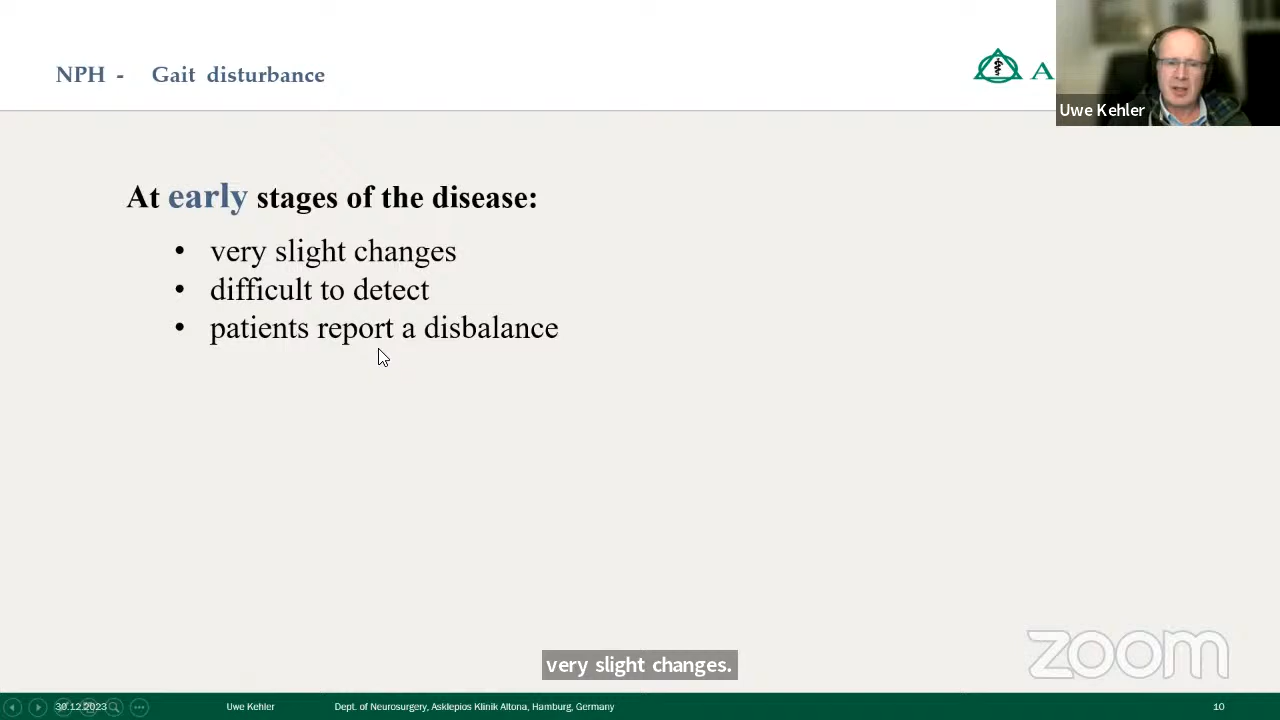 NPH - Gait disturbance
A
Uwe Kehler
At early stages of the disease:
• very slight changes
• difficult to detect
• patients report a disbalance
very slight changes.
zoom
30.12.2023 Uwe Kehler Dept. of Neurosurgery, Asklepios Klinik Altona, Hamburg, Germany 10